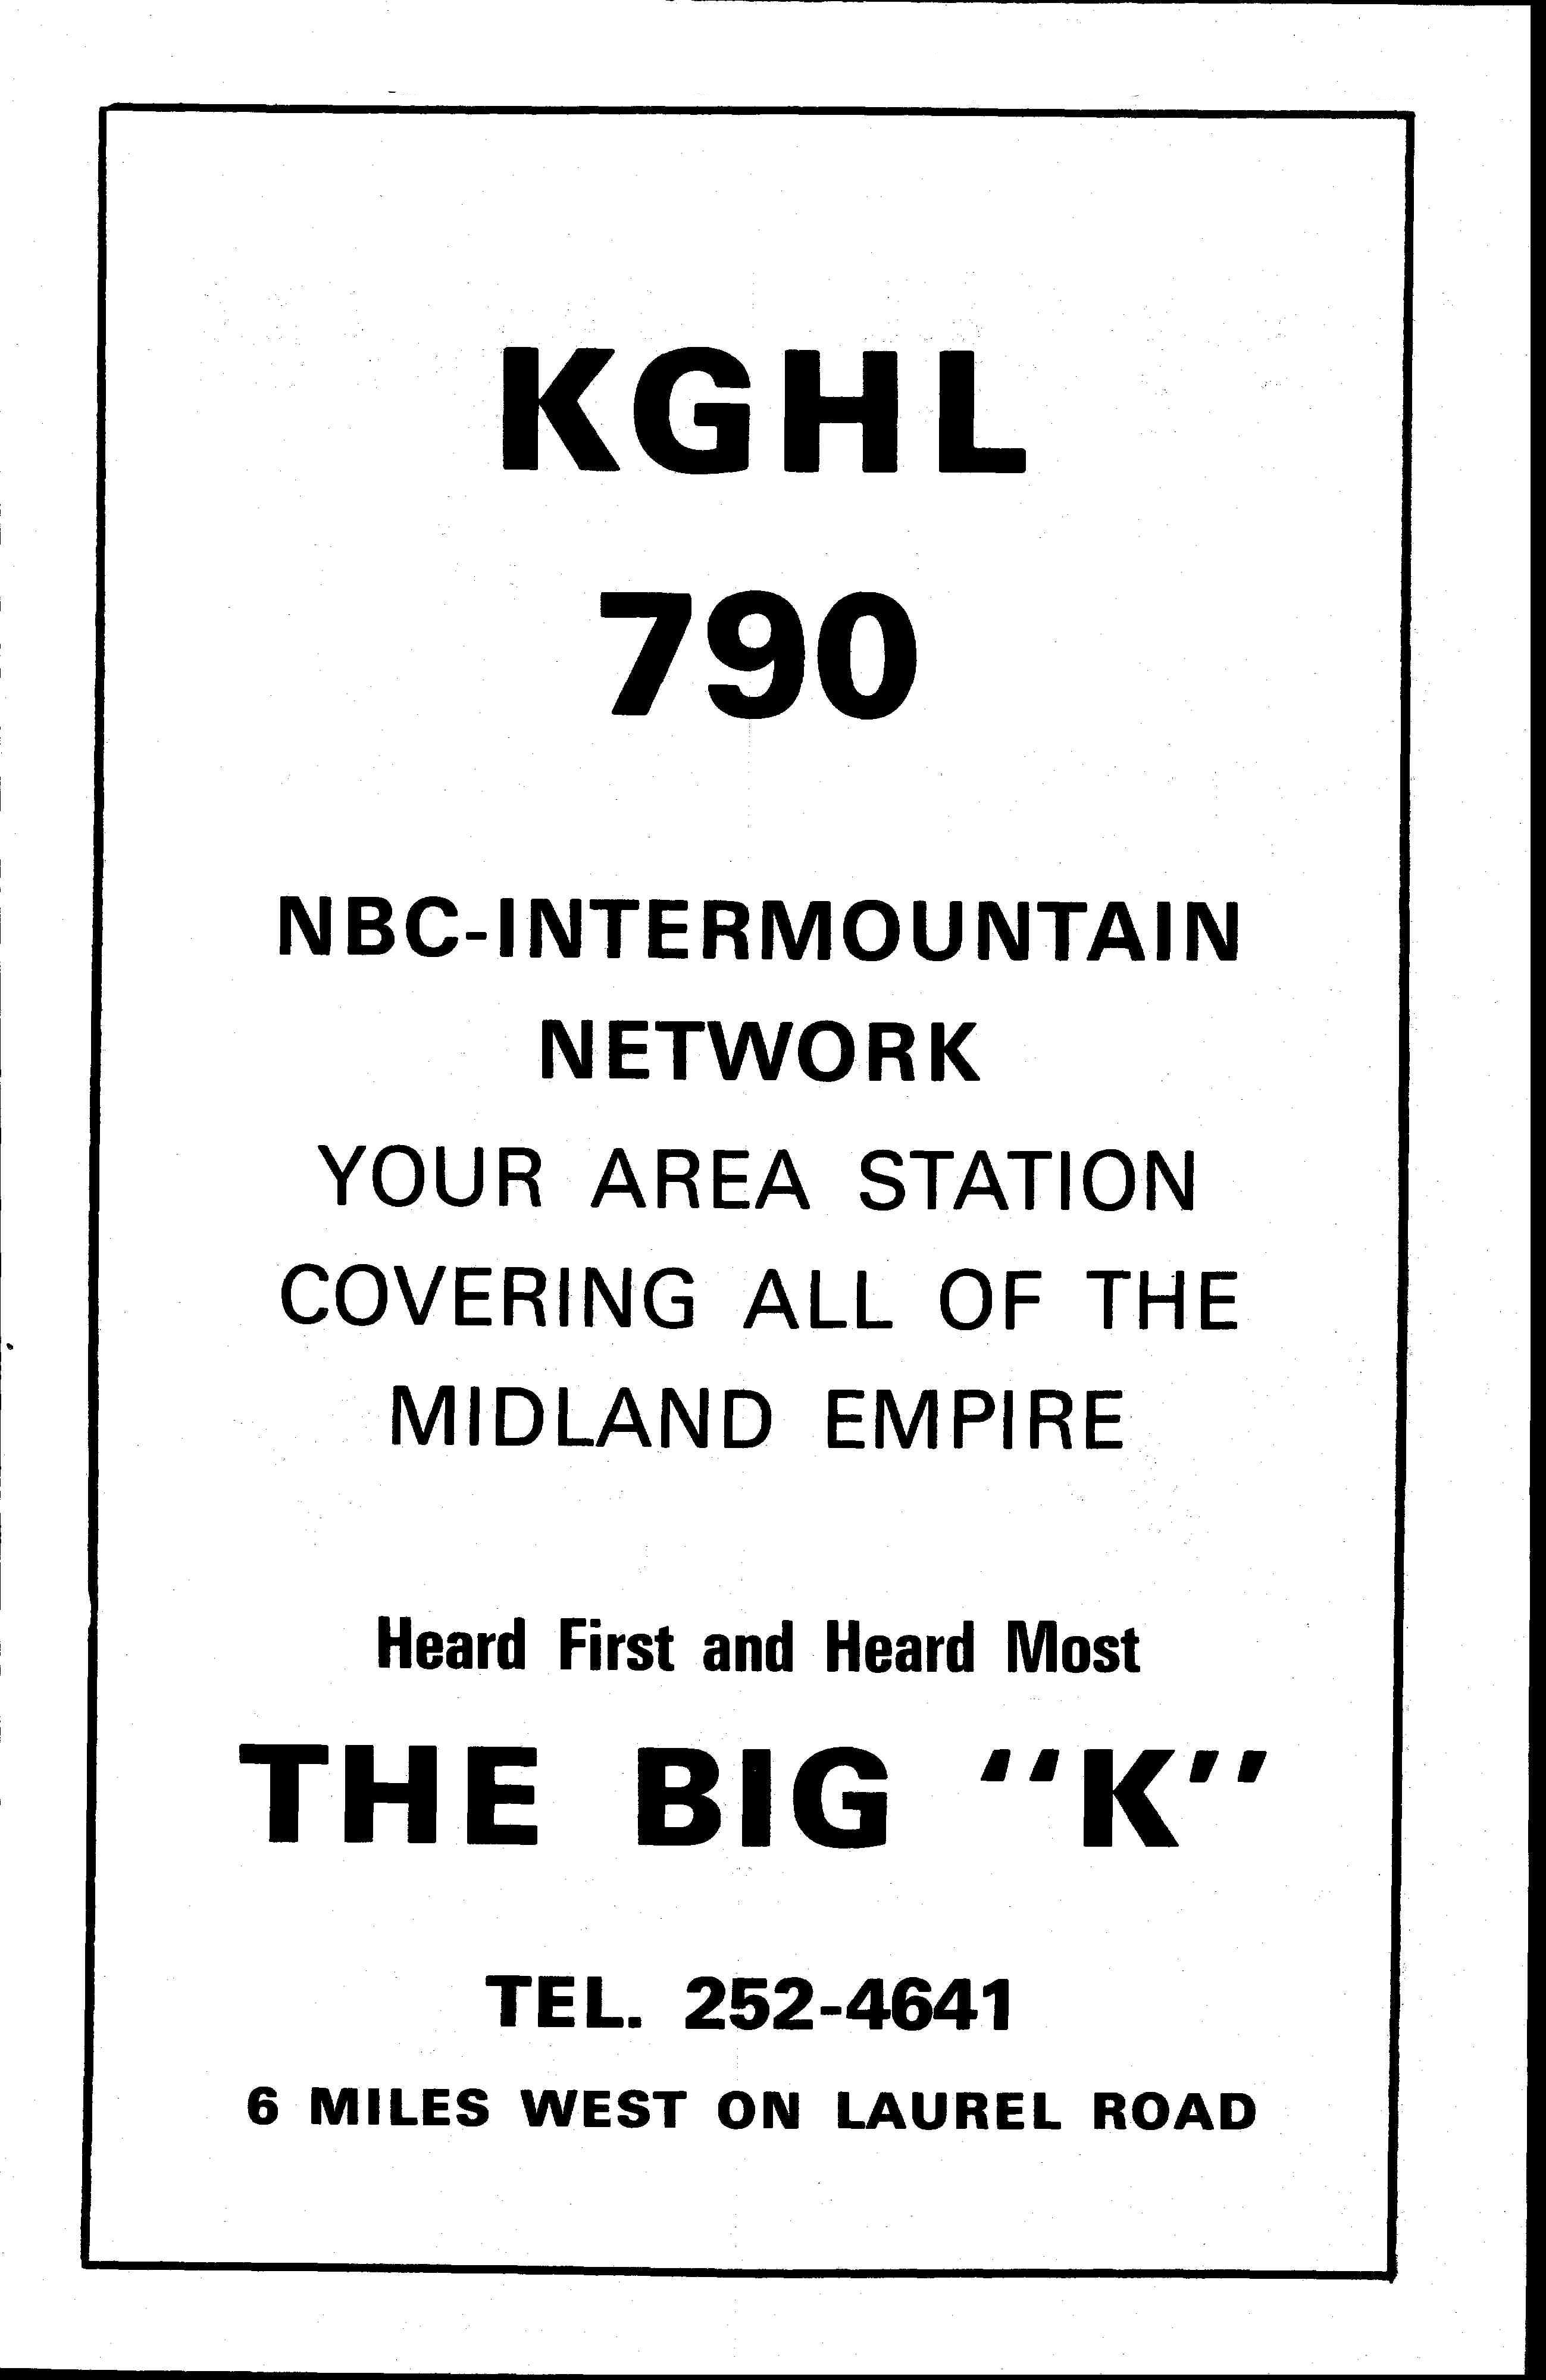 KGHL
790
NBC-INTERMOUNTAIN
NETWORK
YOUR AREA STATION
COVERING ALL OF THE
MIDLAND EMPIRE
Heard First and Heard Most
THE BIG "K"
TEL. 252-4641
6 MILES WEST ON LAUREL ROAD